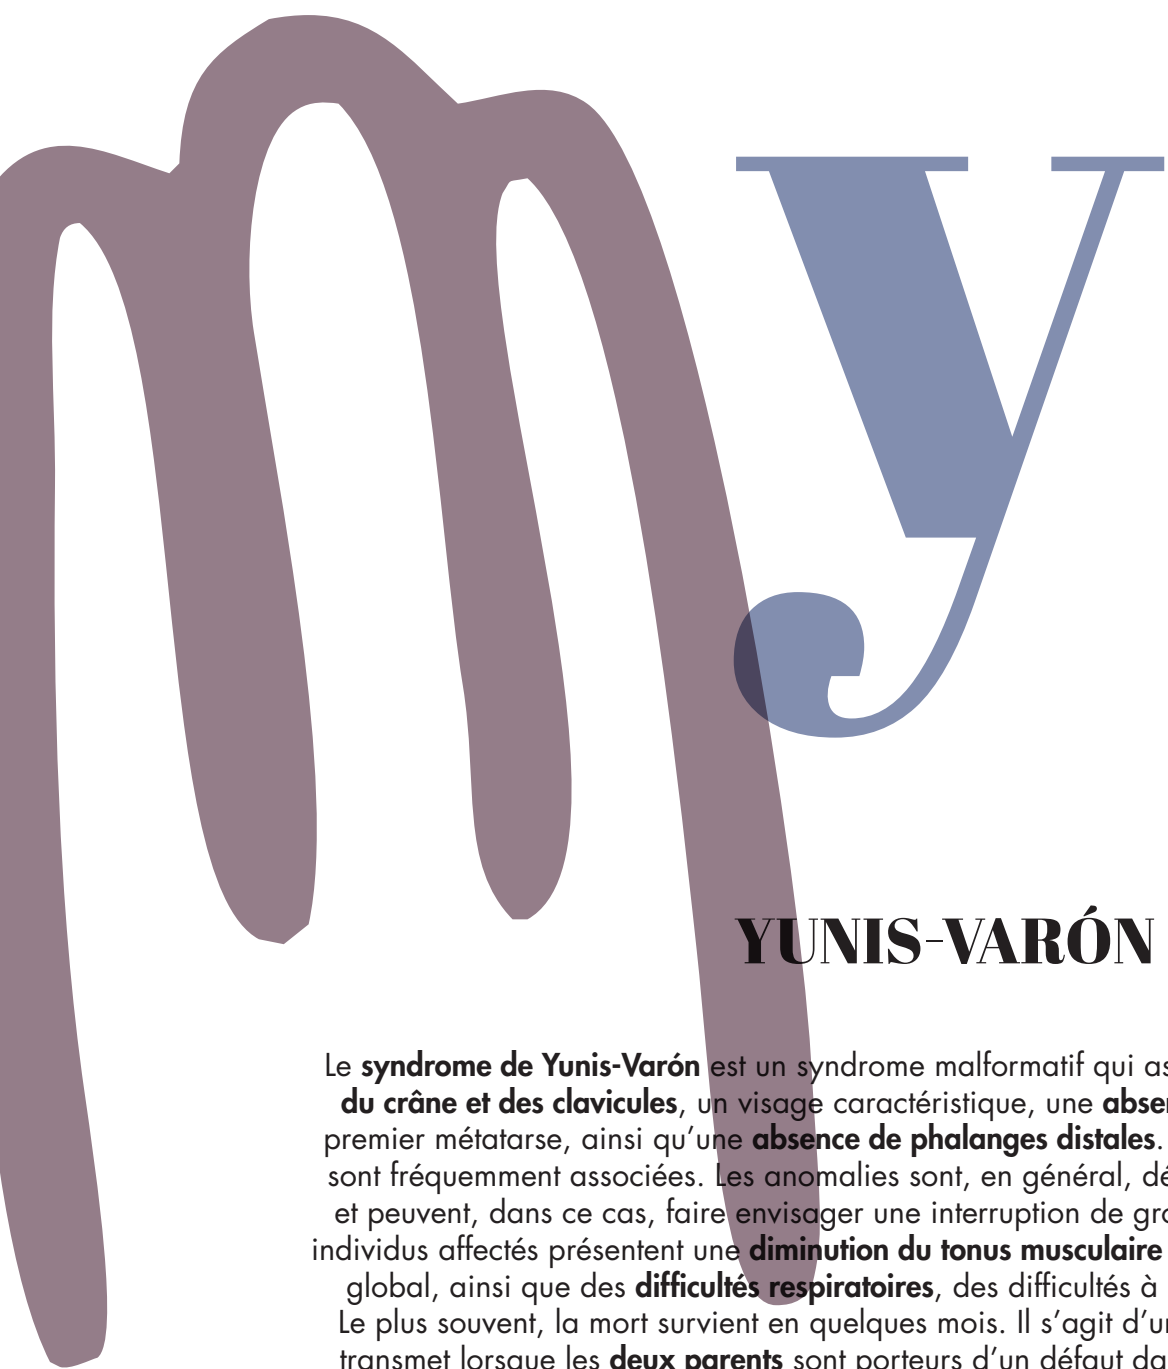 y
YUNIS-VARÓN
Le syndrome de Yunis-Varón est un syndrome malformatif qui as
du crâne et des clavicules, un visage caractéristique, une abse
premier métatarse, ainsi qu’une absence de phalanges distales.
sont fréquemment associées. Les anomalies sont, en général, dé
et peuvent, dans ce cas, faire envisager une interruption de gro
individus affectés présentent une diminution du tonus musculaire
global, ainsi que des difficultés respiratoires, des difficultés à
Le plus souvent, la mort survient en quelques mois. Il s’agit d’u
transmet lorsque les deux parents sont porteurs d’un défaut da